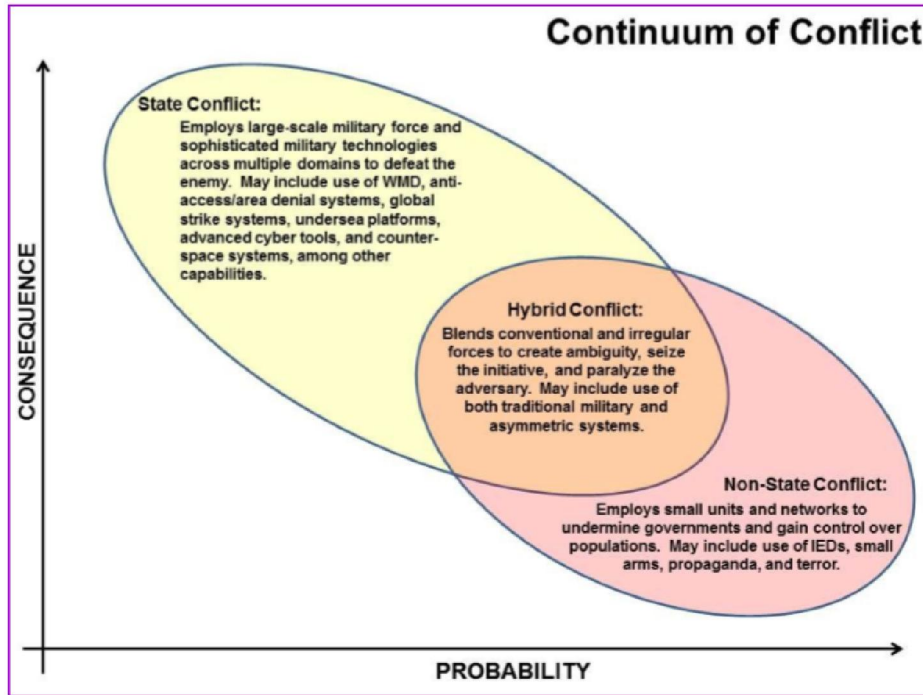 Continuum of Conflict
State Conflict:
Employs large-scale military force and
sophisticated military technologies
across multiple domains to defeat the
enemy. May include use of WMD, anti-
access/area denial systems, global
strike systems, undersea platforms,
advanced cyber tools, and counter-
space systems, among other
capabilities.
CONSEQUENCE
Hybrid Conflict:
Blends conventional and irregular
forces to create ambiguity, seize
the initiative, and paralyze the
adversary. May include use of
both traditional military and
asymmetric systems.
Non-State Conflict:
Employs small units and networks to
undermine governments and gain control over
populations. May include use of IEDs, small
arms, propaganda, and terror.
PROBABILITY